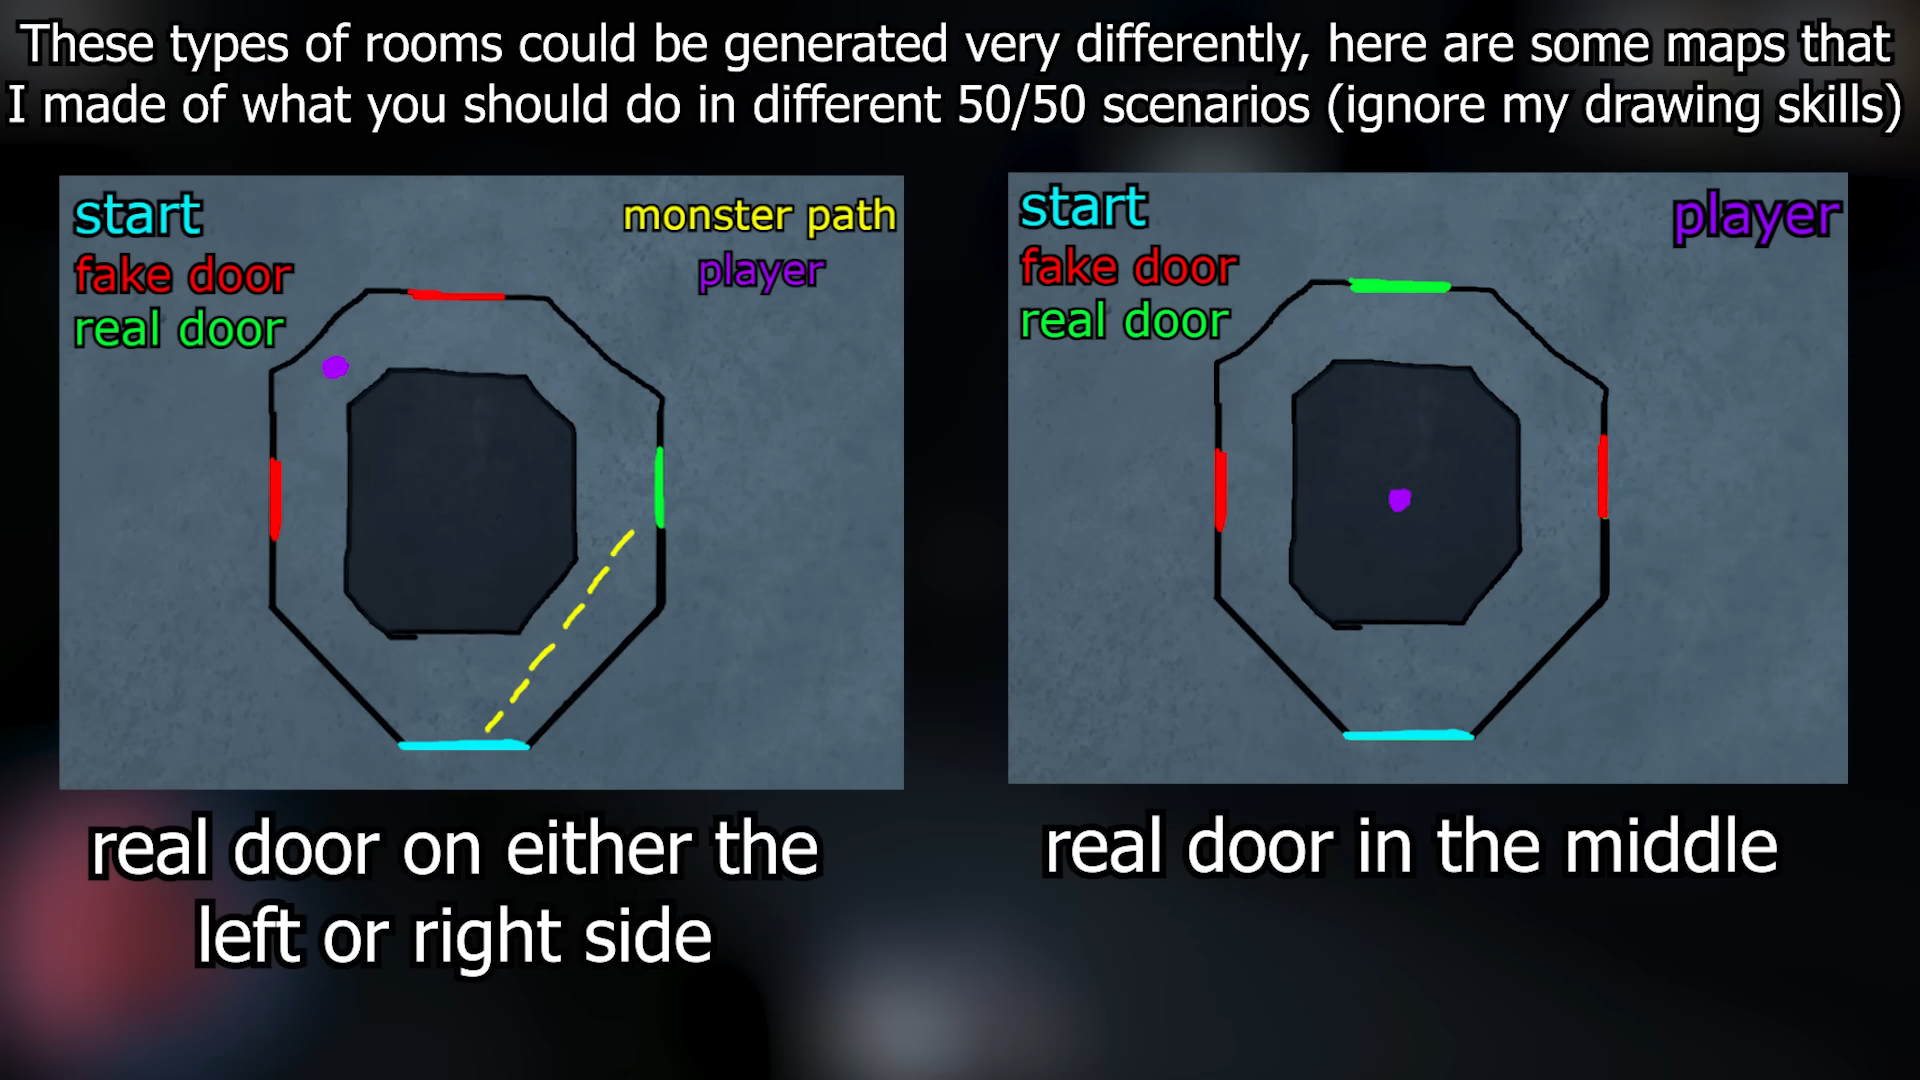 These types of rooms could be generated very differently, here are some maps that
I made of what you should do in different 50/50 scenarios (ignore my drawing skills)
start
fake door
real door
monster path
player
start
fake door
real door
player
real door on either the
left or right side
real door in the middle